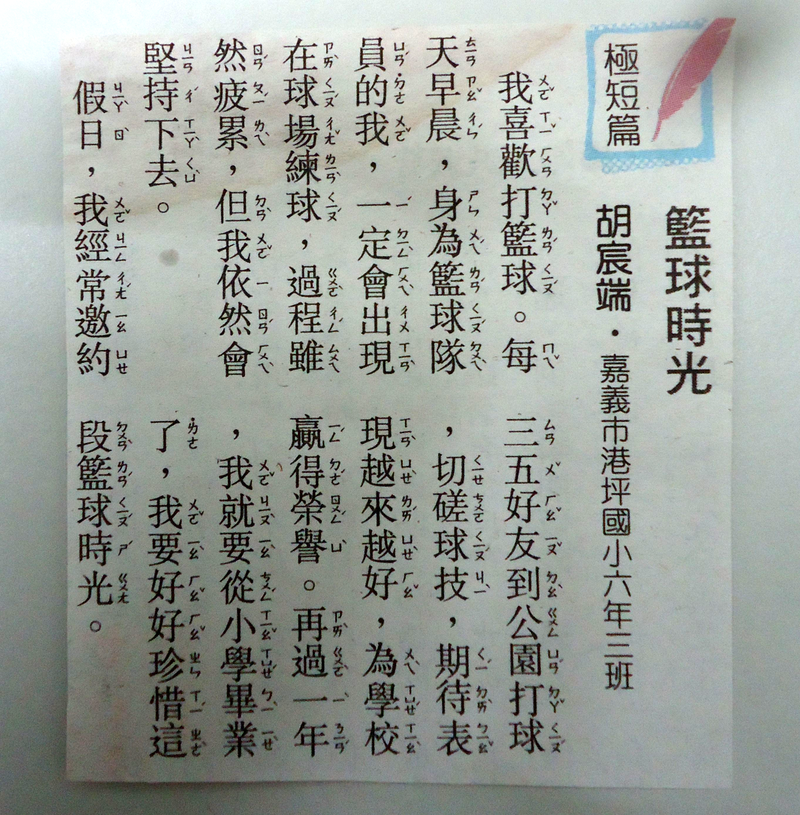 極短篇
籃球時光
胡宸端・嘉義市港坪國小六年三班
我喜歡打籃球。每
天早晨，身為籃球隊
員的我，一定會出現
在球場練球，過程雖
然疲累，但我依然會
堅持下去。
假日，我經常邀約
三五好友到公園打球
，切磋球技，期待表
現越來越好，為學校
贏得榮譽。再過一年
，我就要從小學畢業
了，我要好好珍惜這
段籃球時光。